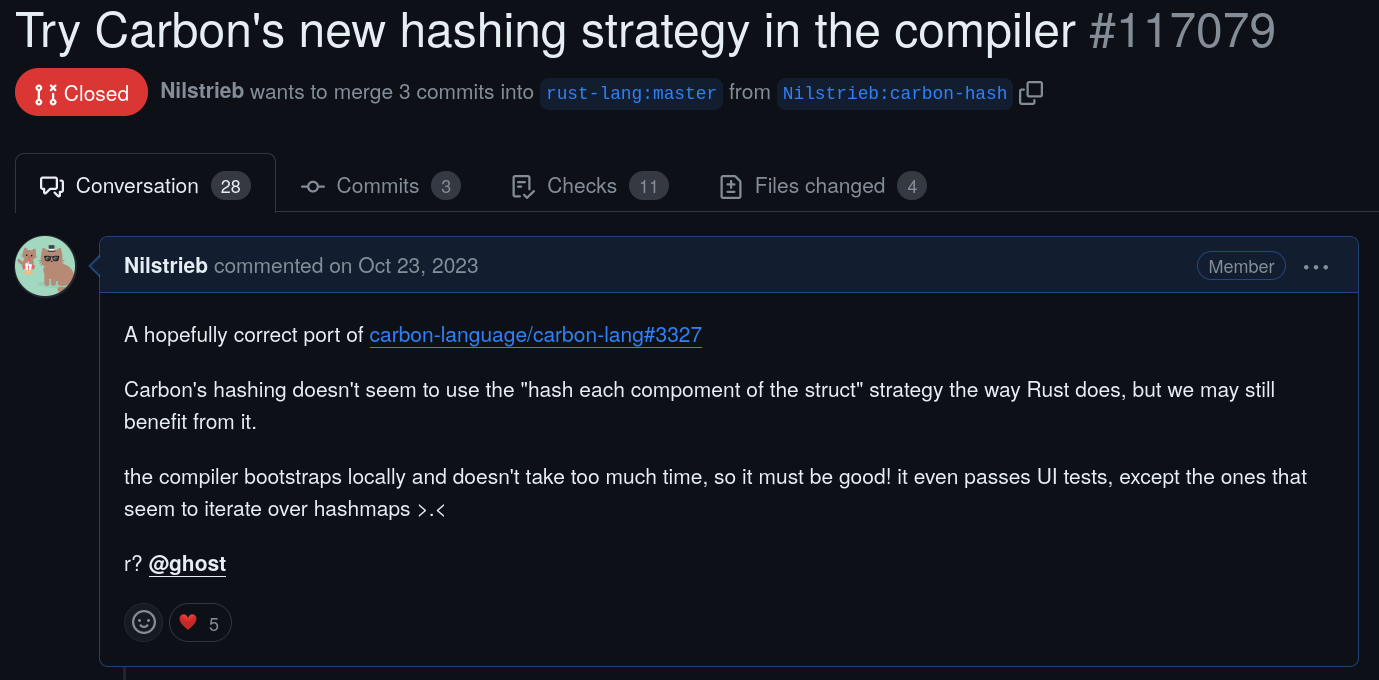 Try Carbon's new hashing strategy in the compiler #117079
Closed Nilstrieb wants to merge 3 commits into rust-lang:master from Nilstrieb:carbon-hash
Conversation 28 Commits 3 Checks 11 Files changed 4
Nilstrieb commented on Oct 23, 2023 Member
A hopefully correct port of carbon-language/carbon-lang#3327
Carbon's hashing doesn't seem to use the "hash each compoment of the struct" strategy the way Rust does, but we may still
benefit from it.
the compiler bootstraps locally and doesn't take too much time, so it must be good! it even passes UI tests, except the ones that
seem to iterate over hashmaps >.<
r? @ghost
5